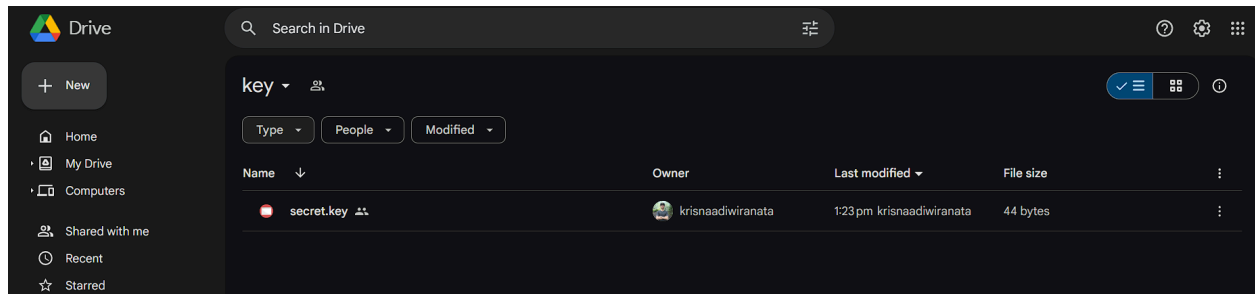 Drive
Search in Drive
New
key
Type
People
Modified
Home
My Drive
Computers
Name
Owner
Last modified
File size
secret.key
krisnaadiwiranata
1:23 pm krisnaadiwiranata
44 bytes
Shared with me
Recent
Starred